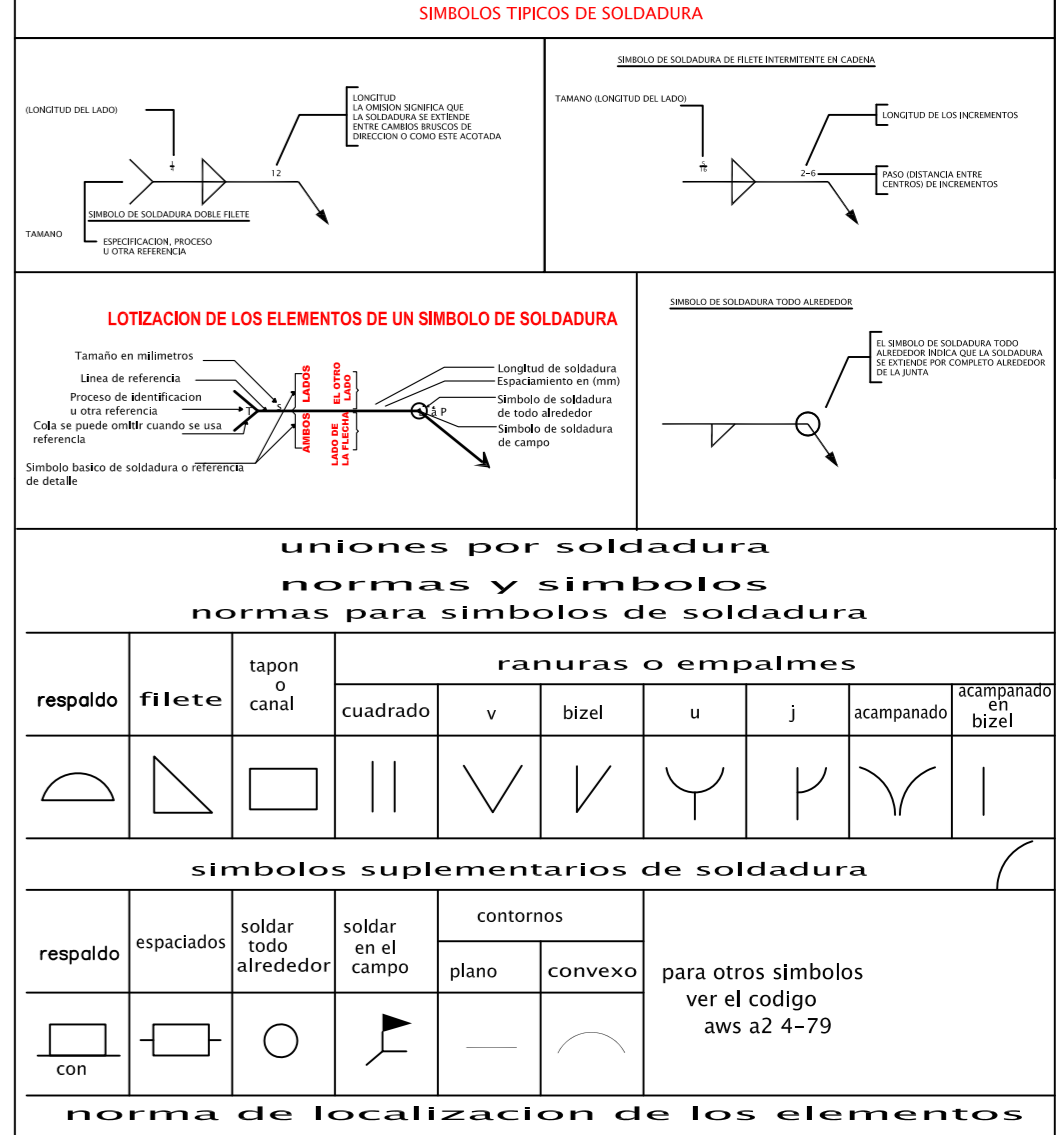 SIMBOLOS TIPICOS DE SOLDADURA
(LONGITUD DEL LADO)
LONGITUD
LA OMISION SIGNIFICA QUE
LA SOLDADURA SE EXTIENDE
ENTRE CAMBIOS BRUSCOS DE
DIRECCION O COMO ESTE ACOTADA
1/4
12
SIMBOLO DE SOLDADURA DOBLE FILETE
TAMANO
ESPECIFICACION, PROCESO
U OTRA REFERENCIA
SIMBOLO DE SOLDADURA DE FILETE INTERMITENTE EN CADENA
TAMANO (LONGITUD DEL LADO)
LONGITUD DE LOS INCREMENTOS
5/16
2-6
PASO (DISTANCIA ENTRE
CENTROS) DE INCREMENTOS
LOTIZACION DE LOS ELEMENTOS DE UN SIMBOLO DE SOLDADURA
Tamaño en milimetros
Linea de referencia
Proceso de identificacion
u otra referencia
Cola se puede omitir cuando se usa
referencia
Simbolo basico de soldadura o referencia
de detalle
T
S
AMBOS LADOS
EL OTRO
LADO
LADO DE
LA FLECHA
a P
Longitud de soldadura
Espaciamiento en (mm)
Simbolo de soldadura
de todo alrededor
Simbolo de soldadura
de campo
SIMBOLO DE SOLDADURA TODO ALREDEDOR
EL SIMBOLO DE SOLDADURA TODO
ALREDEDOR INDICA QUE LA SOLDADURA
SE EXTIENDE POR COMPLETO ALREDEDOR
DE LA JUNTA
uniones por soldadura
normas y simbolos
normas para simbolos de soldadura
respaldo
filete
tapon
o
canal
ranuras o empalmes
cuadrado
v
bizel
u
j
acampanado
acampanado
en
bizel
simbolos suplementarios de soldadura
respaldo
espaciados
soldar
todo
alrededor
soldar
en el
campo
contornos
plano
convexo
para otros simbolos
ver el codigo
aws a2 4-79
con
norma de localizacion de los elementos